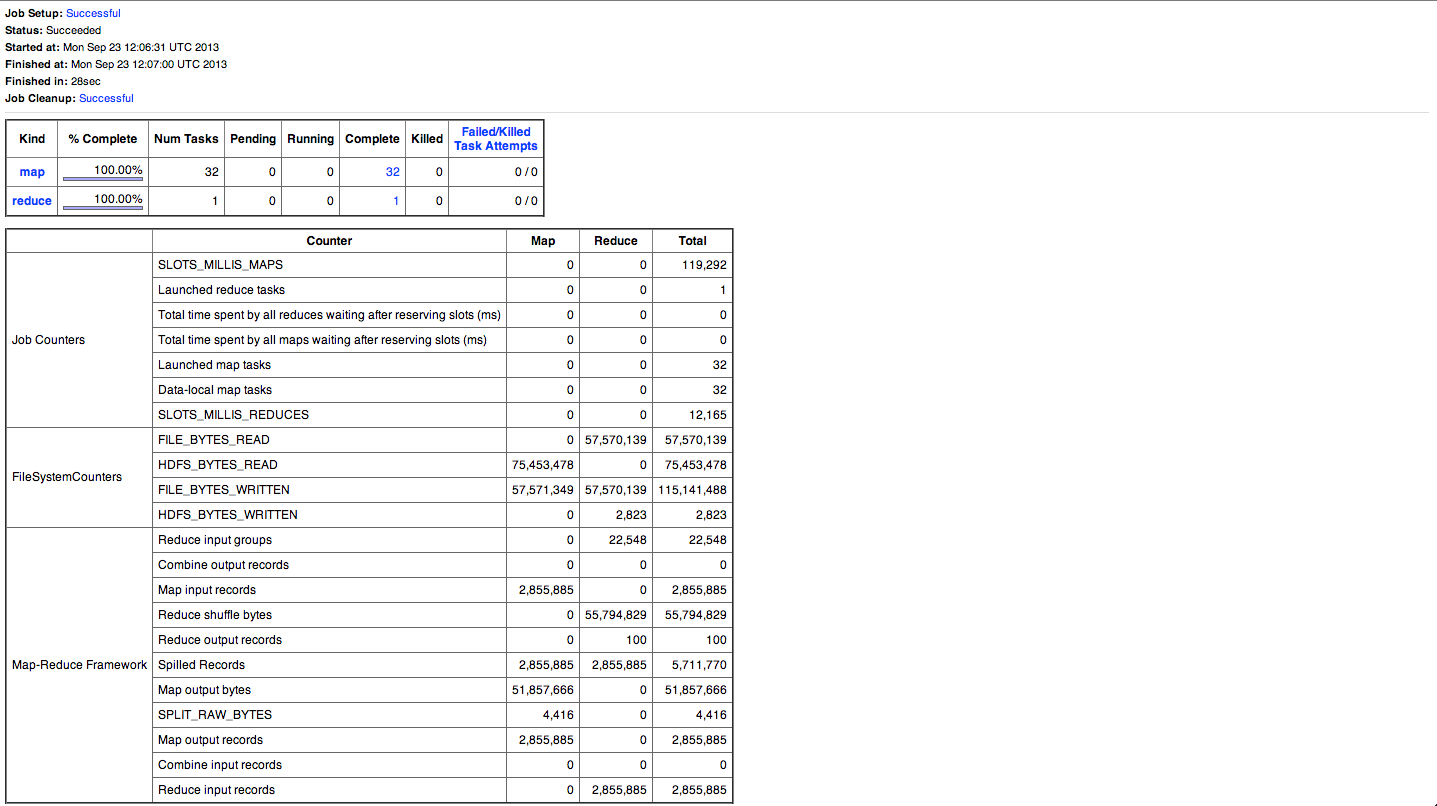 Job Setup: Successful
Status: Succeeded
Started at: Mon Sep 23 12:06:31 UTC 2013
Finished at: Mon Sep 23 12:07:00 UTC 2013
Finished in: 28sec
Job Cleanup: Successful
Kind % Complete Num Tasks Pending Running Complete Killed Failed/Killed Task Attempts
map 100.00% 32 0 0 32 0 0 / 0
reduce 100.00% 1 0 0 1 0 0 / 0
Counter Map Reduce Total
Job Counters
SLOTS_MILLIS_MAPS 0 0 119,292
Launched reduce tasks 0 0 1
Total time spent by all reduces waiting after reserving slots (ms) 0 0 0
Total time spent by all maps waiting after reserving slots (ms) 0 0 0
Launched map tasks 0 0 32
Data-local map tasks 0 0 32
SLOTS_MILLIS_REDUCES 0 0 12,165
FileSystemCounters
FILE_BYTES_READ 0 57,570,139 57,570,139
HDFS_BYTES_READ 75,453,478 0 75,453,478
FILE_BYTES_WRITTEN 57,571,349 57,570,139 115,141,488
HDFS_BYTES_WRITTEN 0 2,823 2,823
Map-Reduce Framework
Reduce input groups 0 22,548 22,548
Combine output records 0 0 0
Map input records 2,855,885 0 2,855,885
Reduce shuffle bytes 0 55,794,829 55,794,829
Reduce output records 0 100 100
Spilled Records 2,855,885 2,855,885 5,711,770
Map output bytes 51,857,666 0 51,857,666
SPLIT_RAW_BYTES 4,416 0 4,416
Map output records 2,855,885 0 2,855,885
Combine input records 0 0 0
Reduce input records 0 2,855,885 2,855,885